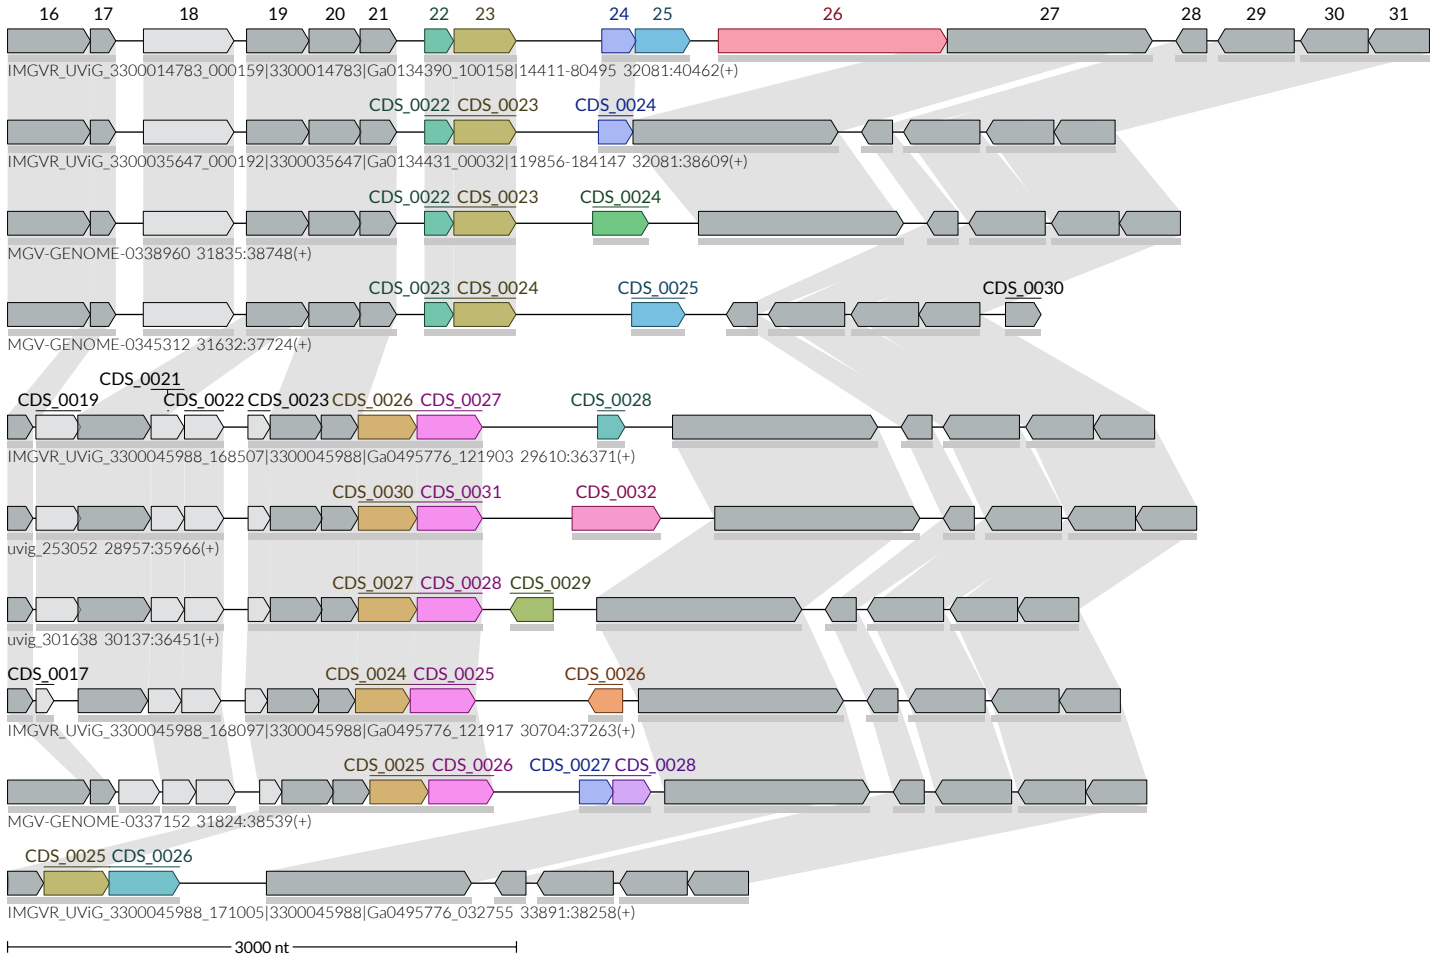 16 17 18 19 20 21 22 23 24 25 26 27 28 29 30 31
IMGVR_UViG_3300014783_000159|3300014783|Ga0134390_100158|14411-80495 32081:40462(+)
CDS_0022 CDS_0023 CDS_0024
IMGVR_UViG_3300035647_000192|3300035647|Ga0134431_00032|119856-184147 32081:38609(+)
CDS_0022 CDS_0023 CDS_0024
MGV-GENOME-0338960 31835:38748(+)
CDS_0023 CDS_0024 CDS_0025 CDS_0030
MGV-GENOME-0345312 31632:37724(+)
CDS_0021
CDS_0019 CDS_0022 CDS_0023 CDS_0026 CDS_0027 CDS_0028
IMGVR_UViG_3300045988_168507|3300045988|Ga0495776_121903 29610:36371(+)
CDS_0030 CDS_0031 CDS_0032
uvig_253052 28957:35966(+)
CDS_0027 CDS_0028 CDS_0029
uvig_301638 30137:36451(+)
CDS_0017 CDS_0024 CDS_0025 CDS_0026
IMGVR_UViG_3300045988_168097|3300045988|Ga0495776_121917 30704:37263(+)
CDS_0025 CDS_0026 CDS_0027 CDS_0028
MGV-GENOME-0337152 31824:38539(+)
CDS_0025 CDS_0026
IMGVR_UViG_3300045988_171005|3300045988|Ga0495776_032755 33891:38258(+)
3000 nt